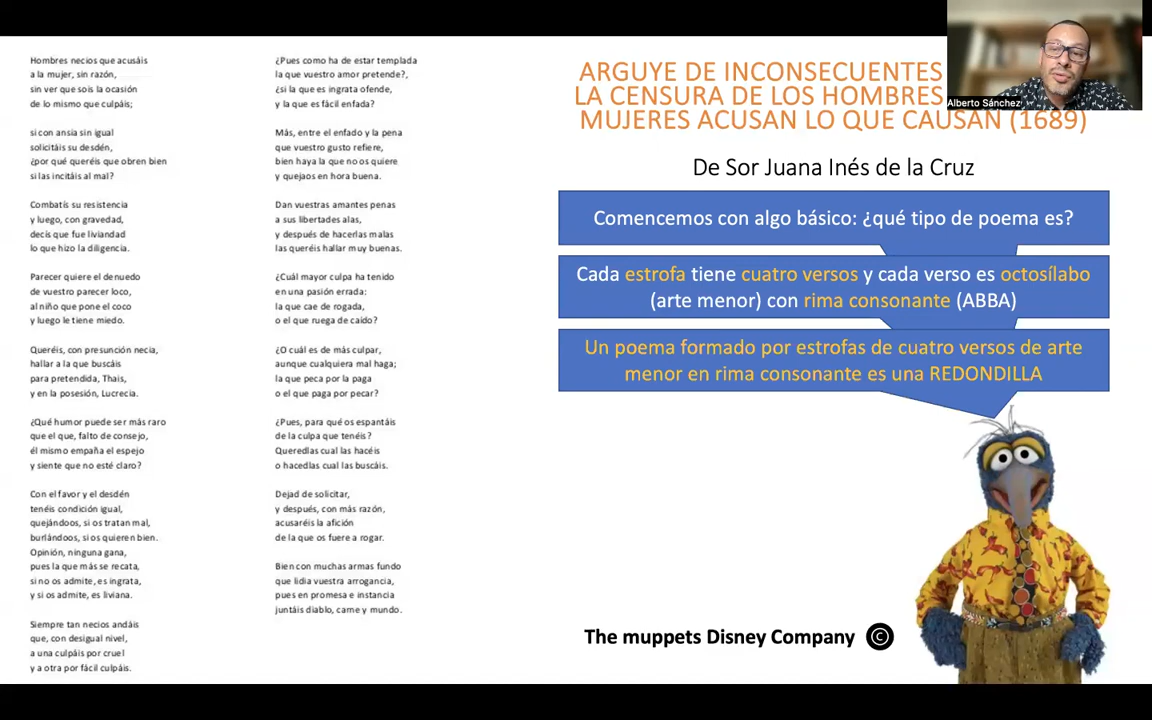 Hombres necios que acusáis
a la mujer, sin razón,
sin ver que sois la ocasión
de lo mismo que culpáis;
si con ansia sin igual
solicitáis su desdén,
¿por qué queréis que obren bien
si las incitáis al mal?
Combatís su resistencia
y luego, con gravedad,
decís que fue liviandad
lo que hizo la diligencia.
Parecer quiere el denuedo
de vuestro parecer loco,
al niño que pone el coco
y luego le tiene miedo.
Queréis, con presunción necia,
hallar a la que buscáis
para pretendida, Thais,
y en la posesión, Lucrecia.
¿Qué humor puede ser más raro
que el que, falto de consejo,
él mismo empaña el espejo
y siente que no esté claro?
Con el favor y el desdén
tenéis condición igual,
quejándoos, si os tratan mal,
burlándoos, si os quieren bien.
Opinión, ninguna gana,
pues la que más se recata,
si no os admite, es ingrata,
y si os admite, es liviana.
Siempre tan necios andáis
que, con desigual nivel,
a una culpáis por cruel
y a otra por fácil culpáis.
¿Pues como ha de estar templada
la que vuestro amor pretende?,
¿si la que es ingrata ofende,
y la que es fácil enfada?
Más, entre el enfado y la pena
que vuestro gusto refiere,
bien haya la que no os quiere
y quejaos en hora buena.
Dan vuestras amantes penas
a sus libertades alas,
y después de hacerlas malas
las queréis hallar muy buenas.
¿Cuál mayor culpa ha tenido
en una pasión errada:
la que cae de rogada,
o el que ruega de caído?
¿O cuál es de más culpar,
aunque cualquiera mal haga;
la que peca por la paga
o el que paga por pecar?
¿Pues, para qué os espantáis
de la culpa que tenéis?
Queredlas cual las hacéis
o hacedlas cual las buscáis.
Dejad de solicitar,
y después, con más razón,
acusaréis la afición
de la que os fuere a rogar.
Bien con muchas armas fundo
que lidia vuestra arrogancia,
pues en promesa e instancia
juntáis diablo, carne y mundo.
ARGUYE DE INCONSECUENTES
LA CENSURA DE LOS HOMBRES
MUJERES ACUSAN LO QUE CAUSAN (1689)
Alberto Sánchez
De Sor Juana Inés de la Cruz
Comencemos con algo básico: ¿qué tipo de poema es?
Cada estrofa tiene cuatro versos y cada verso es octosílabo
(arte menor) con rima consonante (ABBA)
Un poema formado por estrofas de cuatro versos de arte
menor en rima consonante es una REDONDILLA
The muppets Disney Company ©